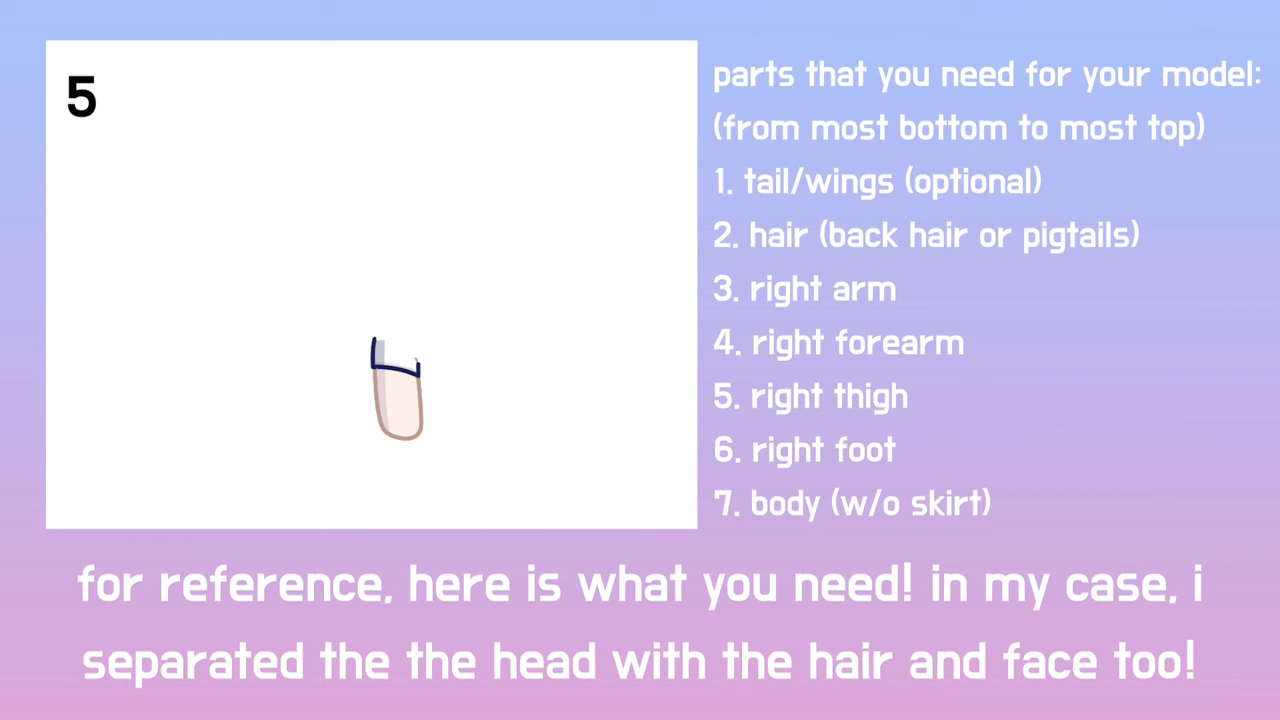 5
parts that you need for your model:
(from most bottom to most top)
1. tail/wings (optional)
2. hair (back hair or pigtails)
3. right arm
4. right forearm
5. right thigh
6. right foot
7. body (w/o skirt)
for reference, here is what you need! in my case, i
separated the the head with the hair and face too!